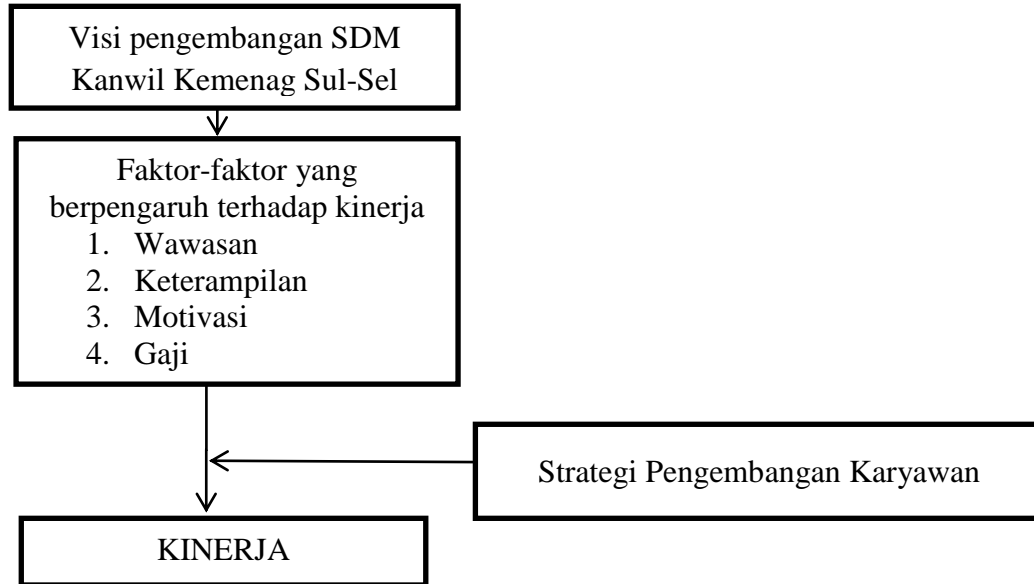 Visi pengembangan SDM
Kanwil Kemenag Sul-Sel
Faktor-faktor yang
berpengaruh terhadap kinerja
1. Wawasan
2. Keterampilan
3. Motivasi
4. Gaji
Strategi Pengembangan Karyawan
KINERJA